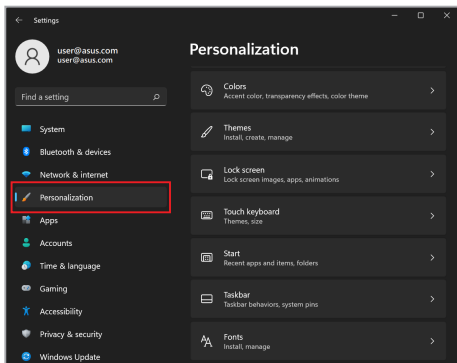 Settings
user@asus.com
user@asus.com
Find a setting
System
Bluetooth & devices
Network & internet
Personalization
Apps
Accounts
Time & language
Gaming
Accessibility
Privacy & security
Windows Update
Personalization
Colors
Accent color, transparency effects, color theme
Themes
Install, create, manage
Lock screen
Lock screen images, apps, animations
Touch keyboard
Themes, size
Start
Recent apps and items, folders
Taskbar
Taskbar behaviors, system pins
Fonts
Install, manage